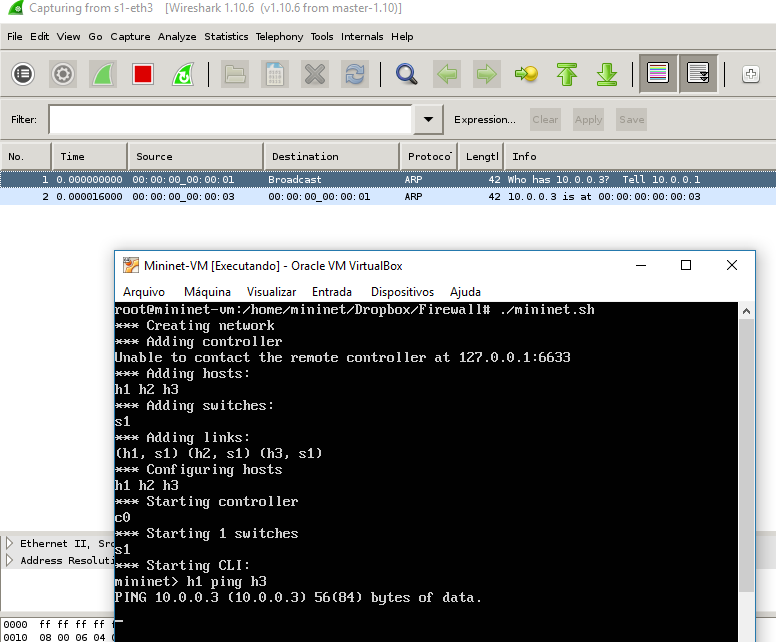 Capturing from s1-eth3 [Wireshark 1.10.6 (v1.10.6 from master-1.10)]
File Edit View Go Capture Analyze Statistics Telephony Tools Internals Help
Filter: Expression... Clear Apply Save
No. Time Source Destination Protoco Lengtl Info
1 0.000000000 00:00:00_00:00:01 Broadcast ARP 42 Who has 10.0.0.3? Tell 10.0.0.1
2 0.000016000 00:00:00_00:00:03 00:00:00_00:00:01 ARP 42 10.0.0.3 is at 00:00:00:00:00:03
Mininet-VM [Executando] - Oracle VM VirtualBox
Arquivo Máquina Visualizar Entrada Dispositivos Ajuda
root@mininet-vm:/home/mininet/Dropbox/Firewall# ./mininet.sh
*** Creating network
*** Adding controller
Unable to contact the remote controller at 127.0.0.1:6633
*** Adding hosts:
h1 h2 h3
*** Adding switches:
s1
*** Adding links:
(h1, s1) (h2, s1) (h3, s1)
*** Configuring hosts
h1 h2 h3
*** Starting controller
c0
*** Starting 1 switches
s1
*** Starting CLI:
mininet> h1 ping h3
PING 10.0.0.3 (10.0.0.3) 56(84) bytes of data.
Ethernet II, Src
Address Resoluti
0000 ff ff ff ff f
0010 08 00 06 04 0